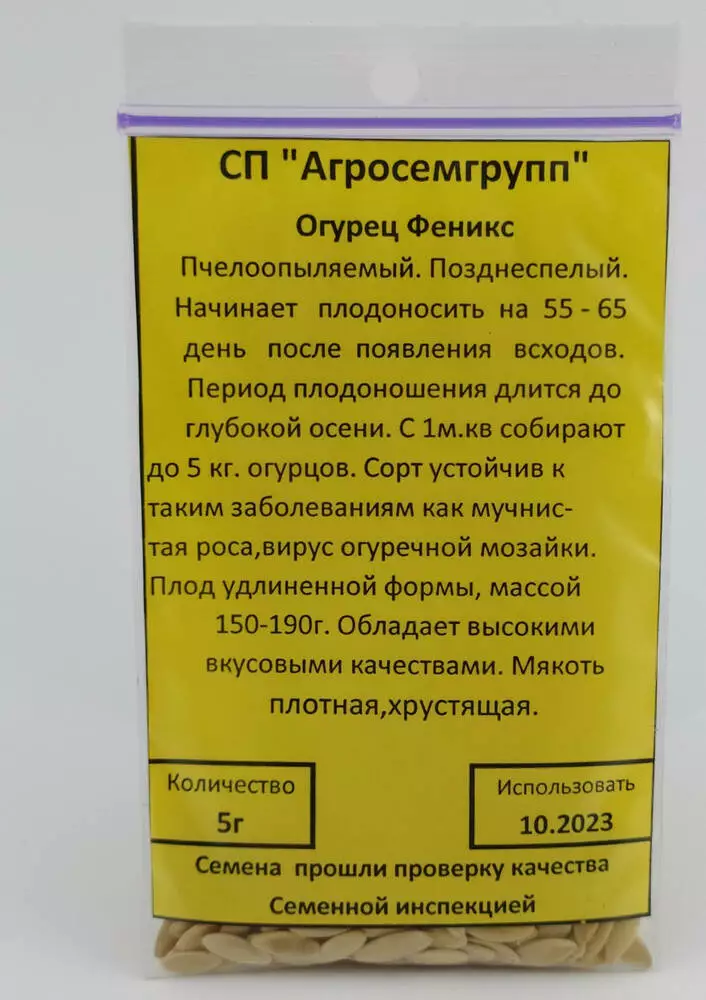 СП "Агросемгрупп"
Огурец Феникс
Пчелоопыляемый. Позднеспелый.
Начинает плодоносить на 55 - 65
день после появления всходов.
Период плодоношения длится до
глубокой осени. С 1м.кв собирают
до 5 кг. огурцов. Сорт устойчив к
таким заболеваниям как мучнис-
тая роса,вирус огуречной мозайки.
Плод удлиненной формы, массой
150-190г. Обладает высокими
вкусовыми качествами. Мякоть
плотная,хрустящая.
Количество
5г
Использовать
10.2023
Семена прошли проверку качества
Семенной инспекцией